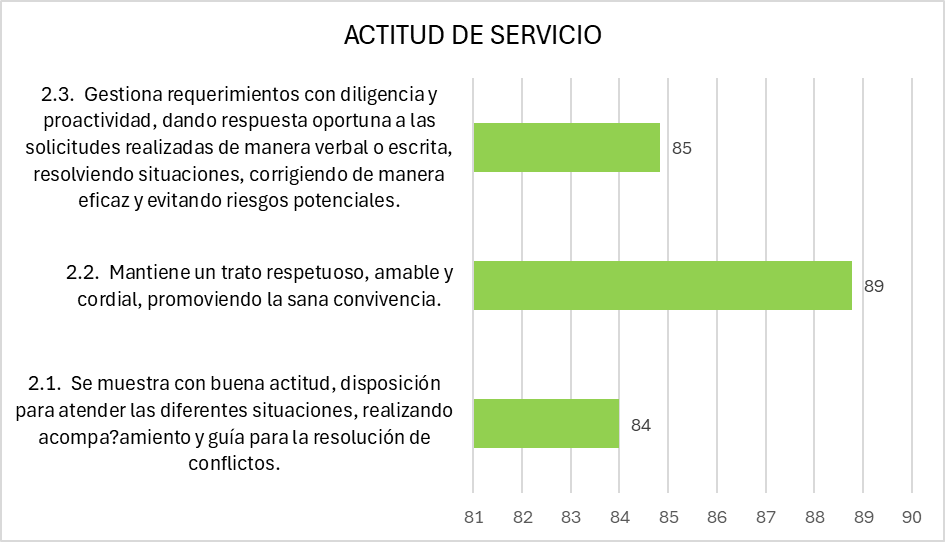 ACTITUD DE SERVICIO
2.3.  Gestiona requerimientos con diligencia y
proactividad, dando respuesta oportuna a las
solicitudes realizadas de manera verbal o escrita,
resolviendo situaciones, corrigiendo de manera
eficaz y evitando riesgos potenciales.
85
2.2.  Mantiene un trato respetuoso, amable y
cordial, promoviendo la sana convivencia.
89
2.1.  Se muestra con buena actitud, disposición
para atender las diferentes situaciones, realizando
acompa?amiento y guía para la resolución de
conflictos.
84
81 82 83 84 85 86 87 88 89 90